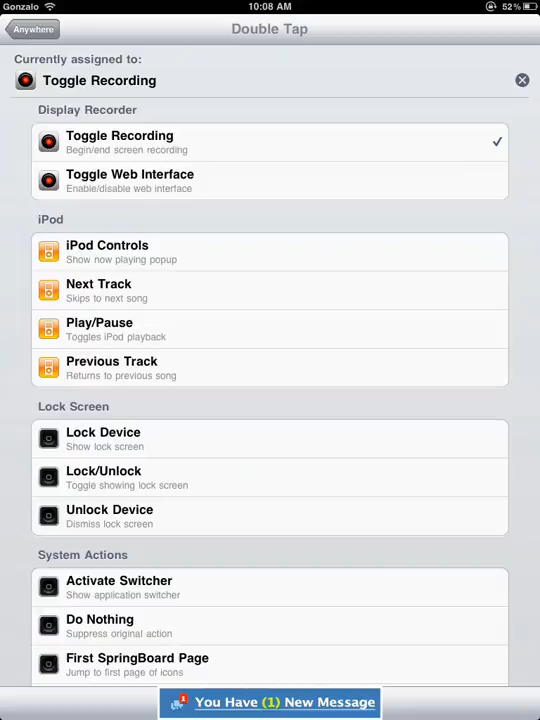 Gonzalo
10:08 AM
52%
Anywhere
Double Tap
Currently assigned to:
Toggle Recording
Display Recorder
Toggle Recording
Begin/end screen recording
Toggle Web Interface
Enable/disable web interface
iPod
iPod Controls
Show now playing popup
Next Track
Skips to next song
Play/Pause
Toggles iPod playback
Previous Track
Returns to previous song
Lock Screen
Lock Device
Show lock screen
Lock/Unlock
Toggle showing lock screen
Unlock Device
Dismiss lock screen
System Actions
Activate Switcher
Show application switcher
Do Nothing
Suppress original action
First SpringBoard Page
Jump to first page of icons
1
You Have (1) New Message